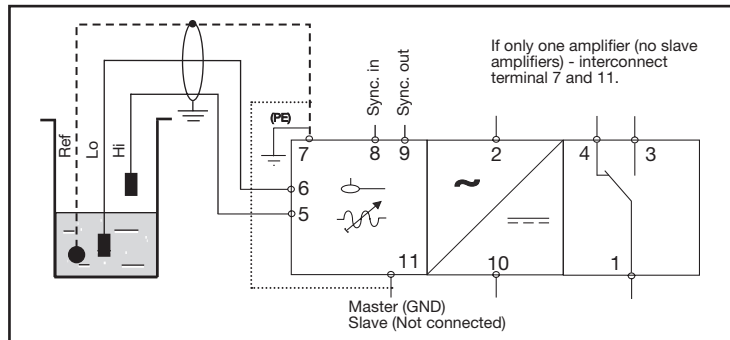 If only one amplifier (no slave
amplifiers) - interconnect
terminal 7 and 11.
Sync. in
Sync. out
(PE)
Ref
Lo
Hi
7
8
9
2
4
3
6
5
~
11
10
1
Master (GND)
Slave (Not connected)